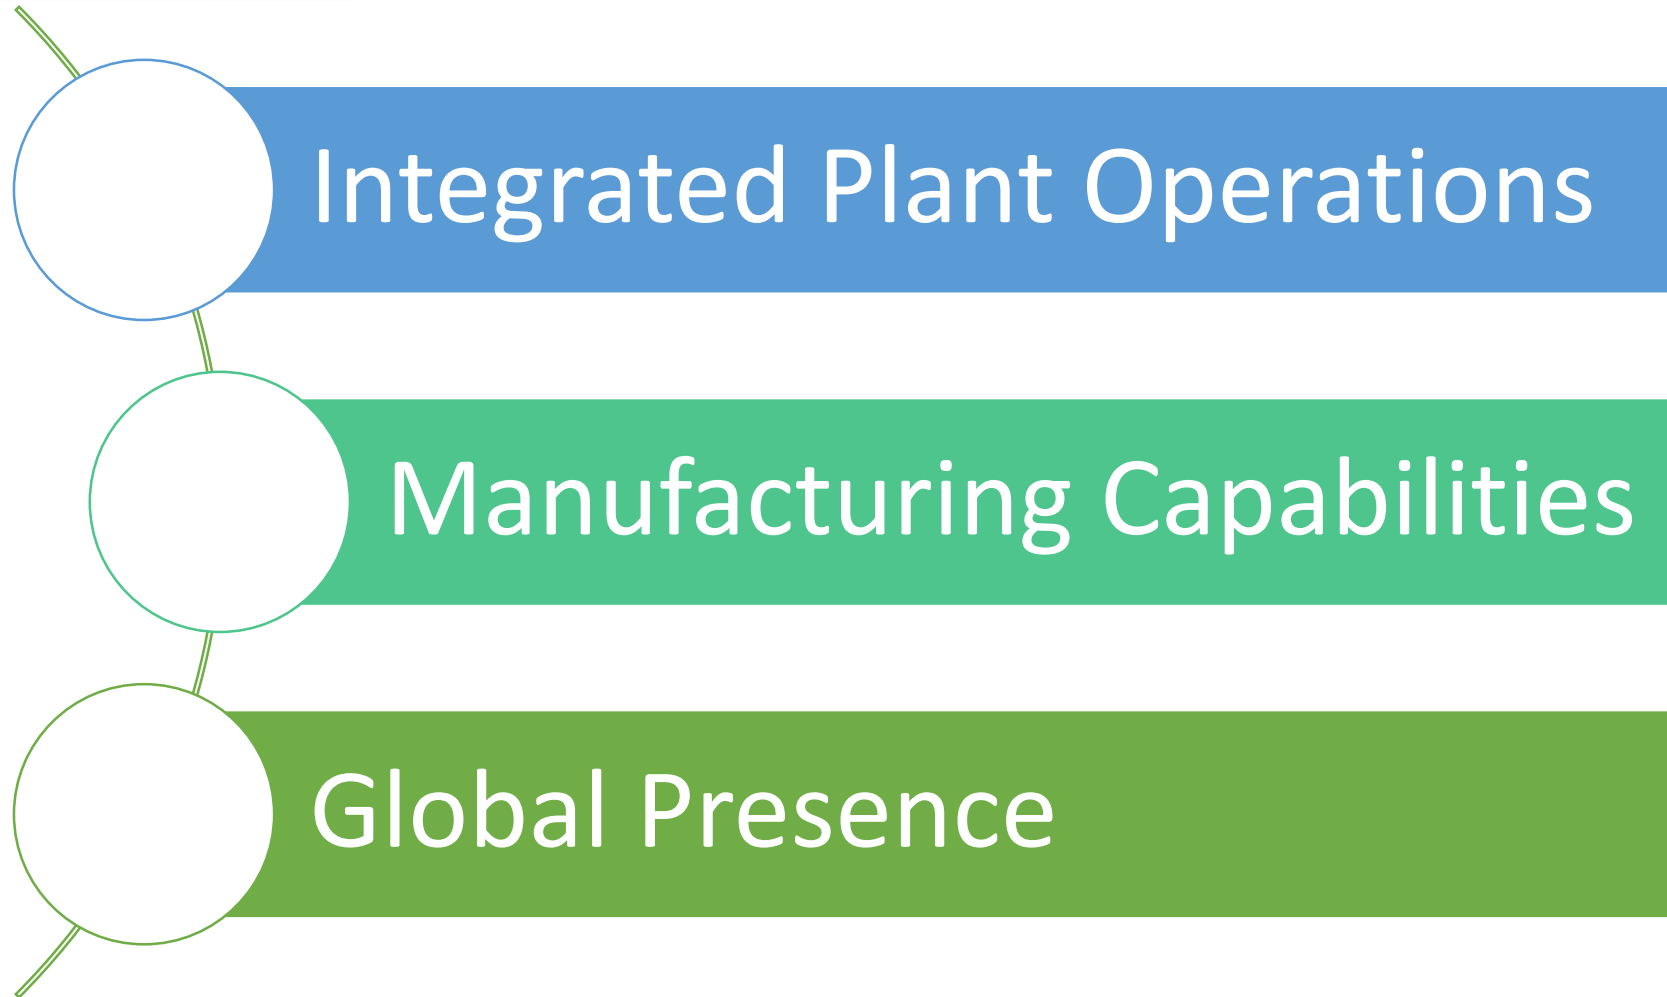 Integrated Plant Operations
Manufacturing Capabilities
Global Presence